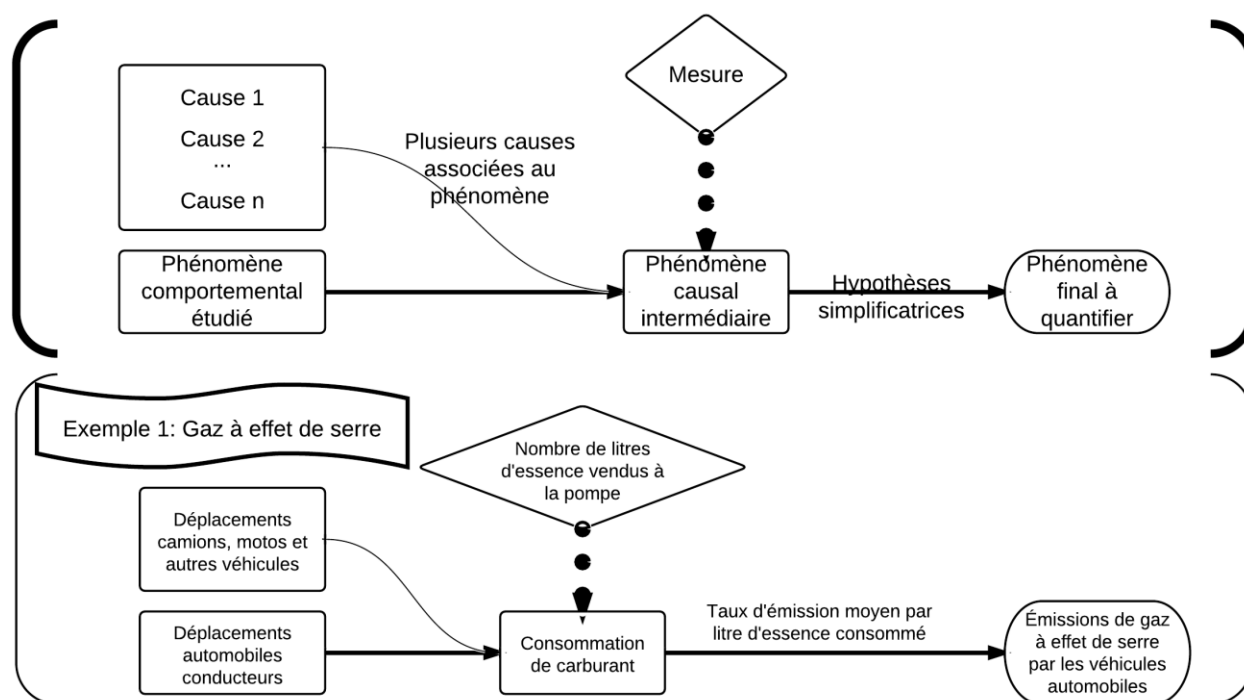 Cause 1
Cause 2
...
Cause n
Plusieurs causes
associées au
phénomène
Mesure
Phénomène
comportemental
étudié
Phénomène
causal
intermédiaire
Hypothèses
simplificatrices
Phénomène
final à
quantifier
Exemple 1: Gaz à effet de serre
Nombre de litres
d'essence vendus à
la pompe
Déplacements
camions, motos et
autres véhicules
Déplacements
automobiles
conducteurs
Consommation
de carburant
Taux d'émission moyen par
litre d'essence consommé
Émissions de gaz
à effet de serre
par les véhicules
automobiles